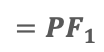 = PF₁